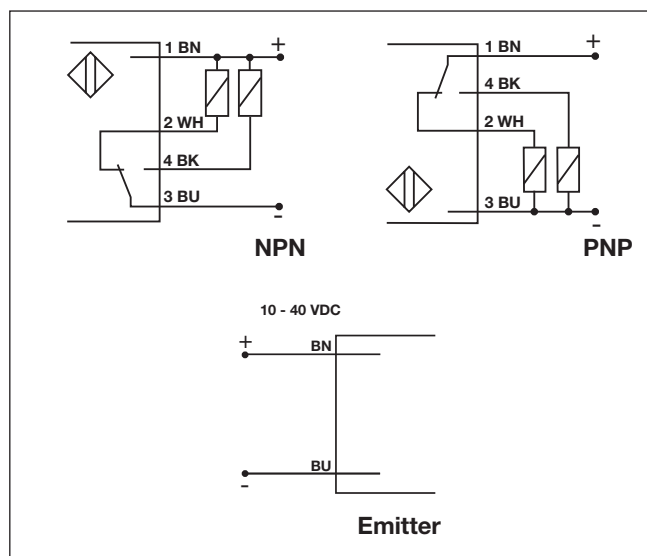 1 BN
+
2 WH
4 BK
3 BU
-
NPN
1 BN
+
4 BK
2 WH
3 BU
-
PNP
10 - 40 VDC
+
BN
BU
-
Emitter